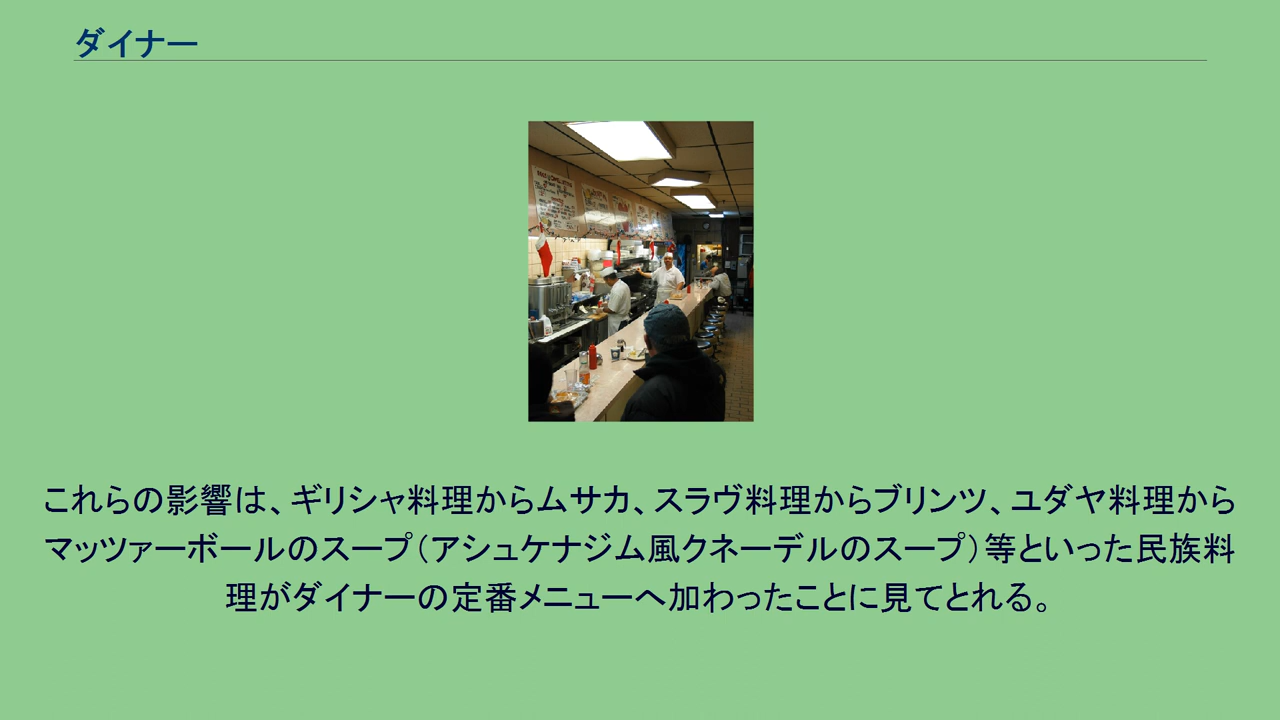 ダイナー
これらの影響は、ギリシャ料理からムサカ、スラヴ料理からブリンツ、ユダヤ料理から
マッツァーボールのスープ（アシュケナジム風クネーデルのスープ）等といった民族料
理がダイナーの定番メニューへ加わったことに見てとれる。